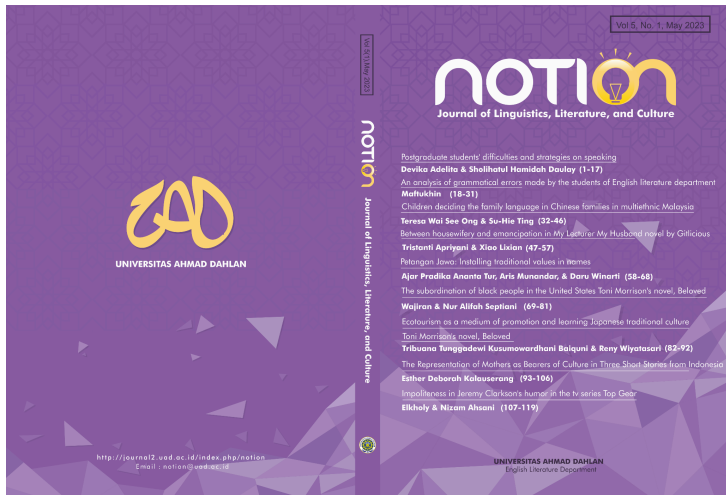 UAD
UNIVERSITAS AHMAD DAHLAN
http://journal2.uad.ac.id/index.php/notion
Email : notion@uad.ac.id
Vol 5(1),May 2023
NOTION
Journal of Linguistics, Literature, and Culture
Vol 5, No. 1, May 2023
NOTION
Journal of Linguistics, Literature, and Culture
Postgraduate students' difficulties and strategies on speaking
Devika Adelita & Sholihatul Hamidah Daulay (1-17)
An analysis of grammatical errors made by the students of English literature department
Maftukhin (18-31)
Children deciding the family language in Chinese families in multiethnic Malaysia
Teresa Wai See Ong & Su-Hie Ting (32-46)
Between housewifery and emancipation in My Lecturer My Husband novel by Gitlicious
Tristanti Apriyani & Xiao Lixian (47-57)
Petangan Jawa: Installing traditional values in names
Ajar Pradika Ananta Tur, Aris Munandar, & Daru Winarti (58-68)
The subordination of black people in the United States Toni Morrison's novel, Beloved
Wajiran & Nur Alifah Septiani (69-81)
Ecotourism as a medium of promotion and learning Japanese traditional culture
Toni Morrison's novel, Beloved
Tribuana Tunggadewi Kusumowardhani Baiquni & Reny Wiyatasari (82-92)
The Representation of Mothers as Bearers of Culture in Three Short Stories from Indonesia
Esther Deborah Kalauserang (93-106)
Impoliteness in Jeremy Clarkson's humor in the tv series Top Gear
Elkholy & Nizam Ahsani (107-119)
UNIVERSITAS AHMAD DAHLAN
English Literature Department